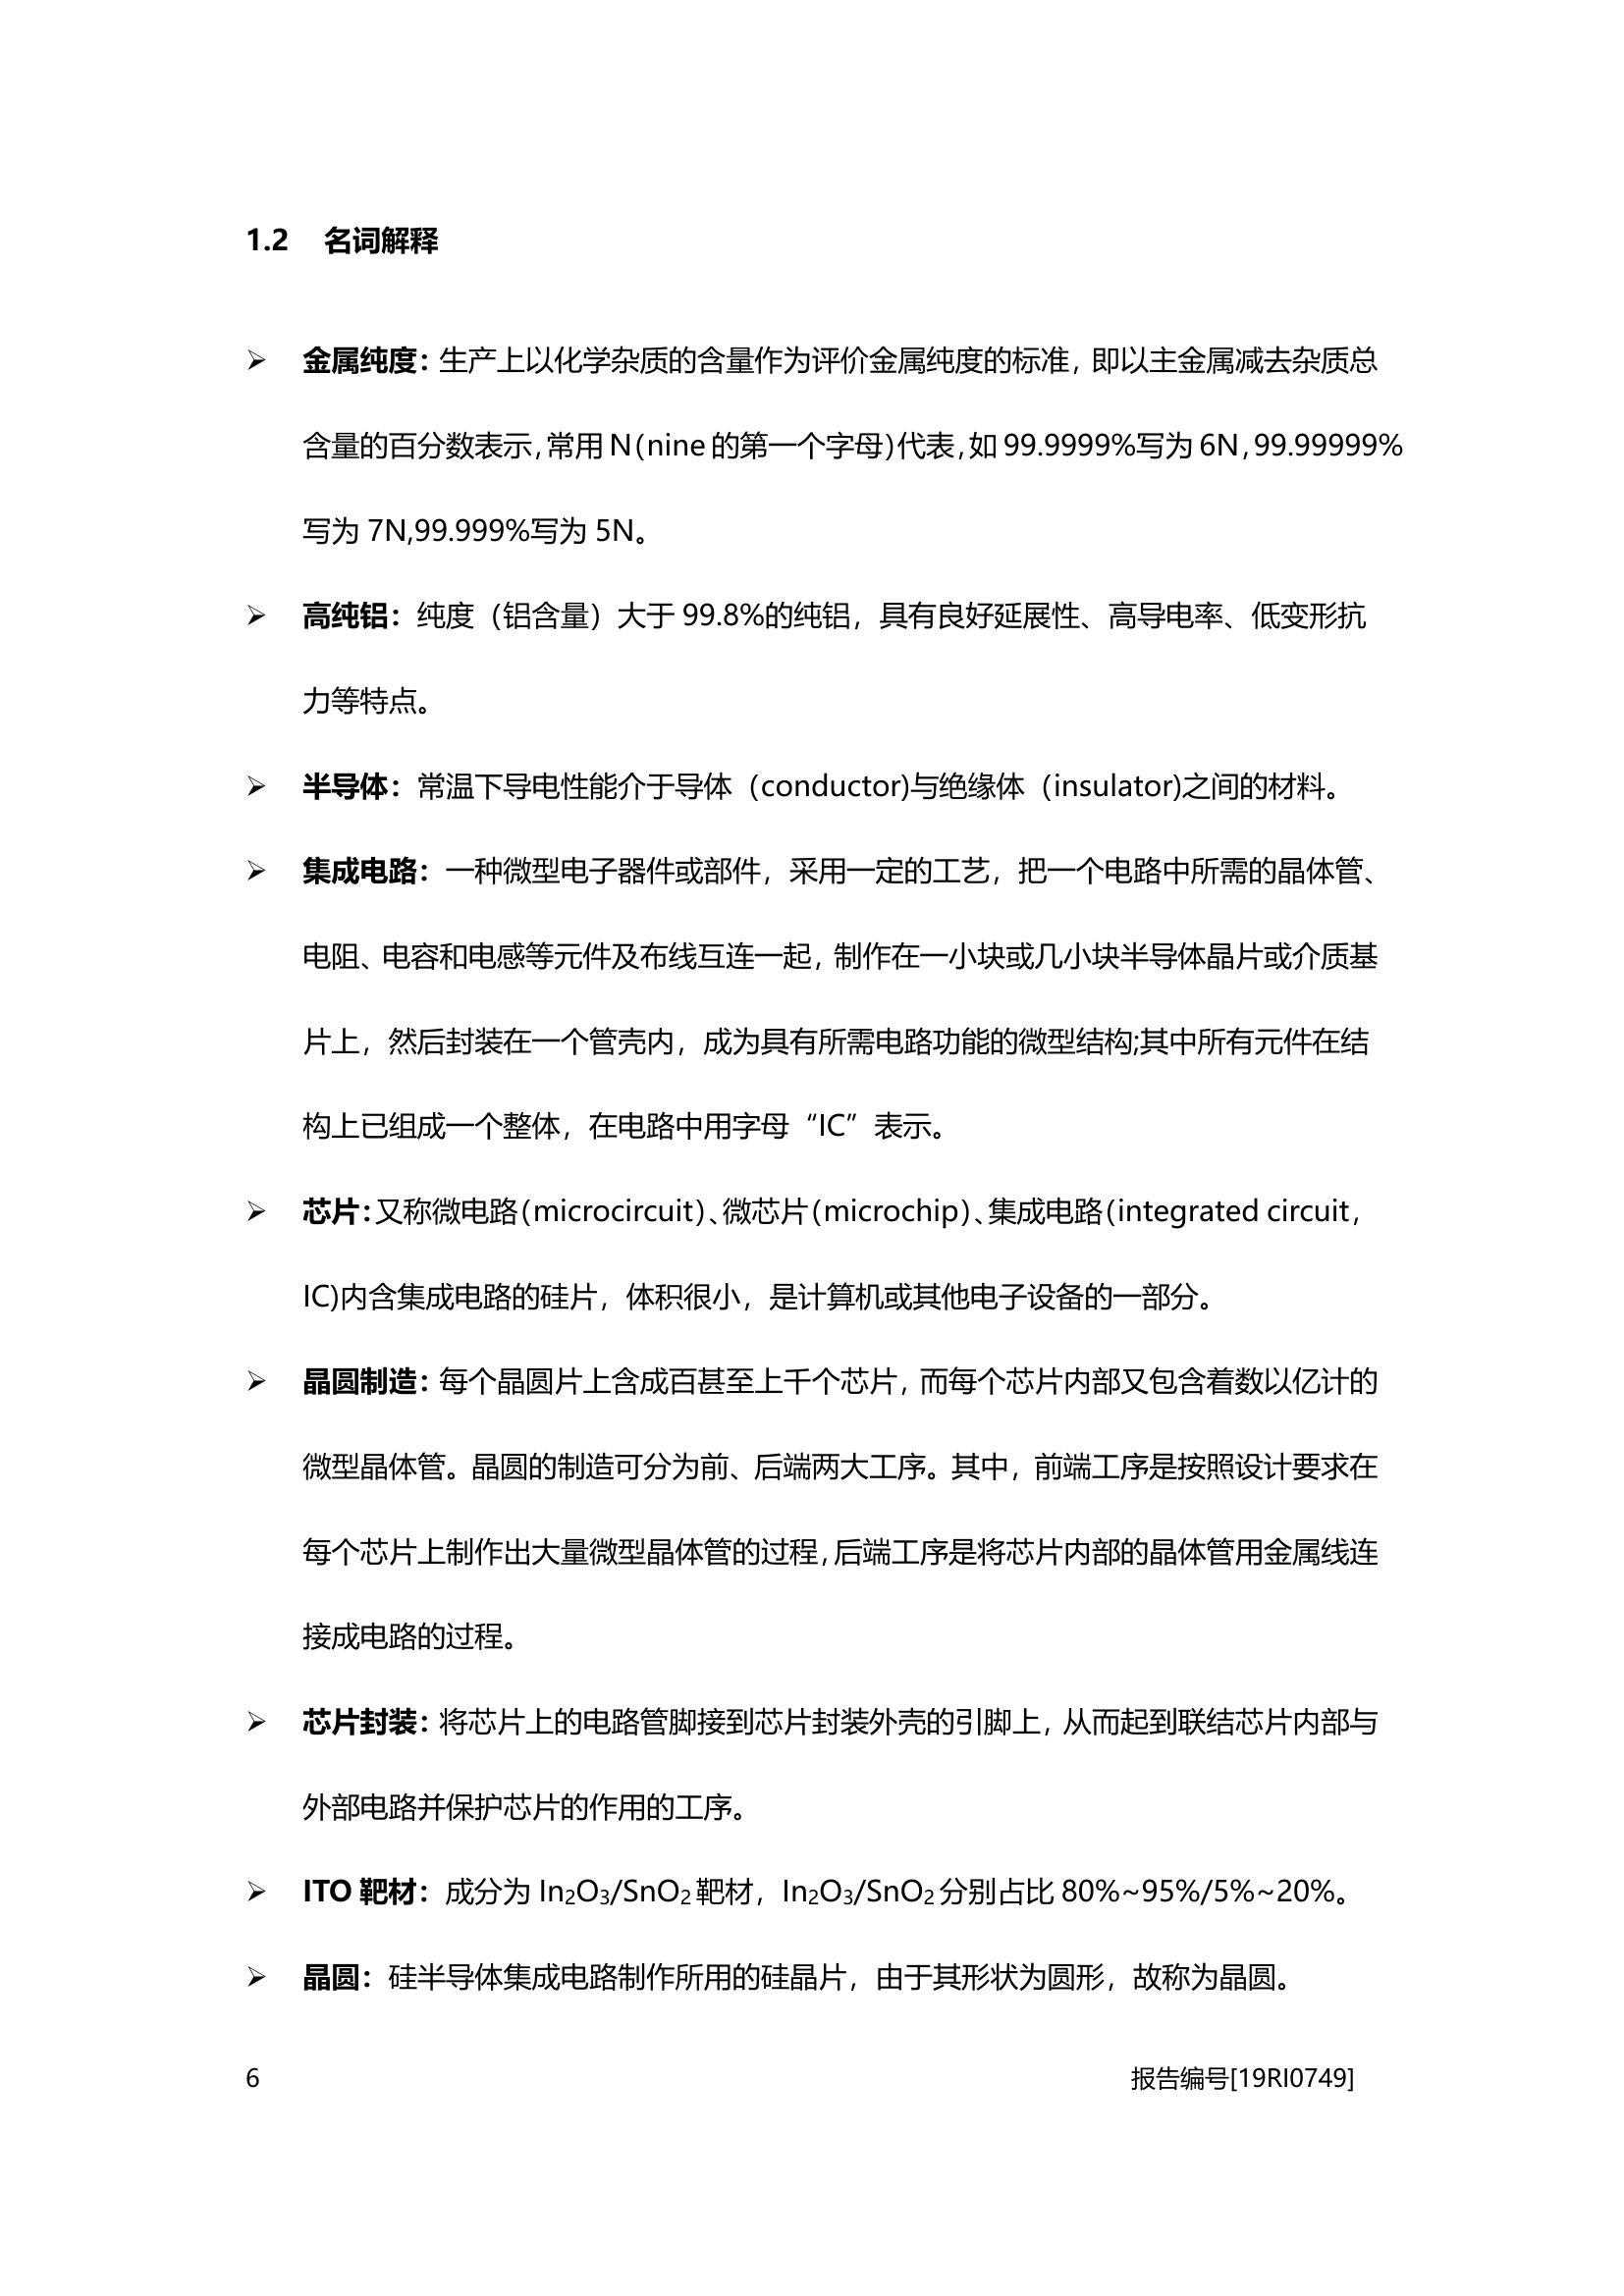 1.2 名词解释
➢ 金属纯度：生产上以化学杂质的含量作为评价金属纯度的标准，即以主金属减去杂质总
含量的百分数表示，常用 N（nine 的第一个字母）代表，如 99.9999%写为 6N，99.99999%
写为 7N,99.999%写为 5N。
➢ 高纯铝：纯度（铝含量）大于 99.8%的纯铝，具有良好延展性、高导电率、低变形抗
力等特点。
➢ 半导体：常温下导电性能介于导体（conductor)与绝缘体（insulator)之间的材料。
➢ 集成电路：一种微型电子器件或部件，采用一定的工艺，把一个电路中所需的晶体管、
电阻、电容和电感等元件及布线互连一起，制作在一小块或几小块半导体晶片或介质基
片上，然后封装在一个管壳内，成为具有所需电路功能的微型结构;其中所有元件在结
构上已组成一个整体，在电路中用字母“IC”表示。
➢ 芯片：又称微电路（microcircuit）、微芯片（microchip）、集成电路（integrated circuit，
IC)内含集成电路的硅片，体积很小，是计算机或其他电子设备的一部分。
➢ 晶圆制造：每个晶圆片上含成百甚至上千个芯片，而每个芯片内部又包含着数以亿计的
微型晶体管。晶圆的制造可分为前、后端两大工序。其中，前端工序是按照设计要求在
每个芯片上制作出大量微型晶体管的过程，后端工序是将芯片内部的晶体管用金属线连
接成电路的过程。
➢ 芯片封装：将芯片上的电路管脚接到芯片封装外壳的引脚上，从而起到联结芯片内部与
外部电路并保护芯片的作用的工序。
➢ ITO 靶材：成分为 In₂O₃/SnO₂ 靶材，In₂O₃/SnO₂ 分别占比 80%~95%/5%~20%。
➢ 晶圆：硅半导体集成电路制作所用的硅晶片，由于其形状为圆形，故称为晶圆。
6 报告编号[19RI0749]